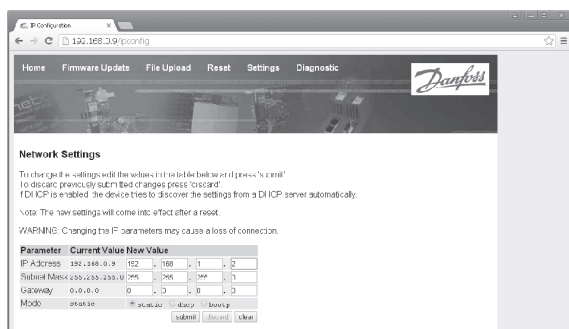 IP Configuration
192.168.0.9/ipconfig
Home Firmware Update File Upload Reset Settings Diagnostic
Danfoss
Network Settings
To change the settings edit the values in the table below and press 'submit'
To discard previously submitted changes press 'discard'.
If DHCP is enabled, the device tries to discover the settings from a DHCP server automatically.
Note: The new settings will come into effect after a reset.
WARNING: Changing the IP parameters may cause a loss of connection.
Parameter Current Value New Value
IP Address 192.168.0.9 192 . 168 . 1 . 2
Subnet Mask 255.255.255.0 255 . 255 . 255 . 0
Gateway 0.0.0.0 0 . 0 . 0 . 0
Mode static static dhcp bootp
submit discard clear